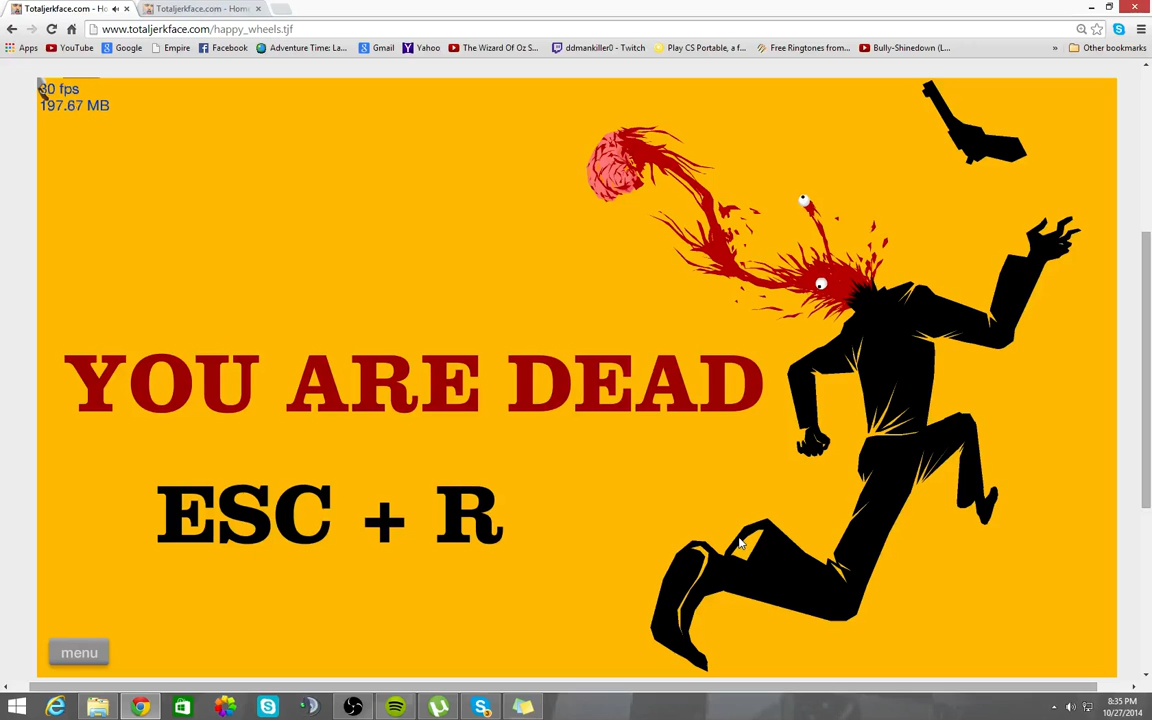 Totaljerkface.com - Hom
Totaljerkface.com - Home
www.totaljerkface.com/happy_wheels.tjf
Apps YouTube Google Empire Facebook Adventure Time: La... Gmail Yahoo The Wizard Of Oz S... ddmankiller0 - Twitch Play CS Portable, a f... Free Ringtones from... Bully-Shinedown (L... » Other bookmarks
30 fps
197.67 MB
YOU ARE DEAD
ESC + R
menu
8:35 PM
10/27/2014